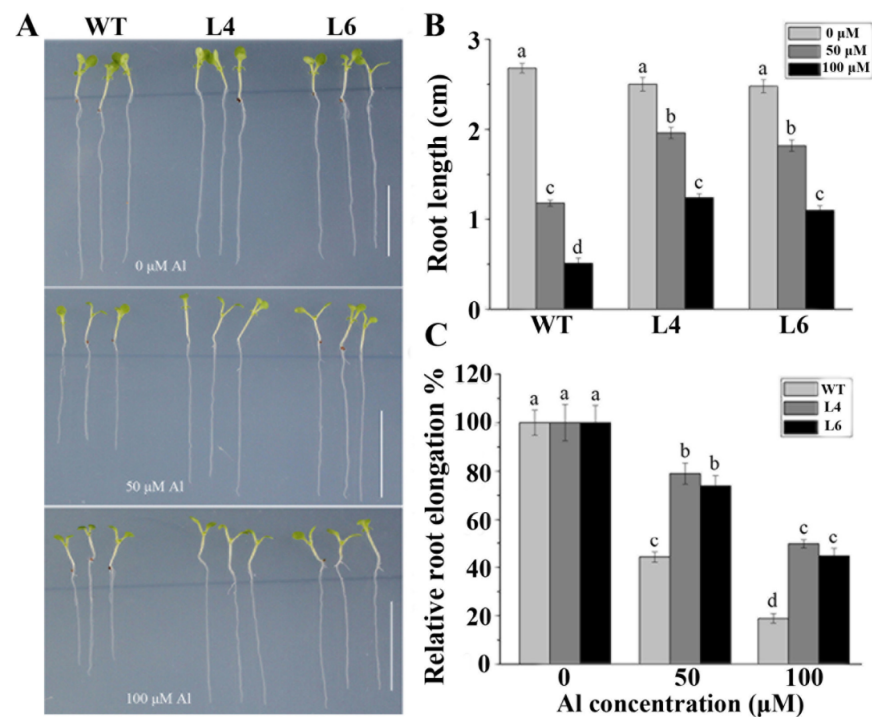 A
WT L4 L6
0 μM Al
50 μM Al
100 μM Al
B
0 μM
50 μM
100 μM
Root length (cm)
3
2
1
0
a
c
d
a
b
c
a
b
c
WT L4 L6
C
WT
L4
L6
Relative root elongation %
120
100
80
60
40
20
0
a a a
c b b
d c c
0 50 100
Al concentration (μM)